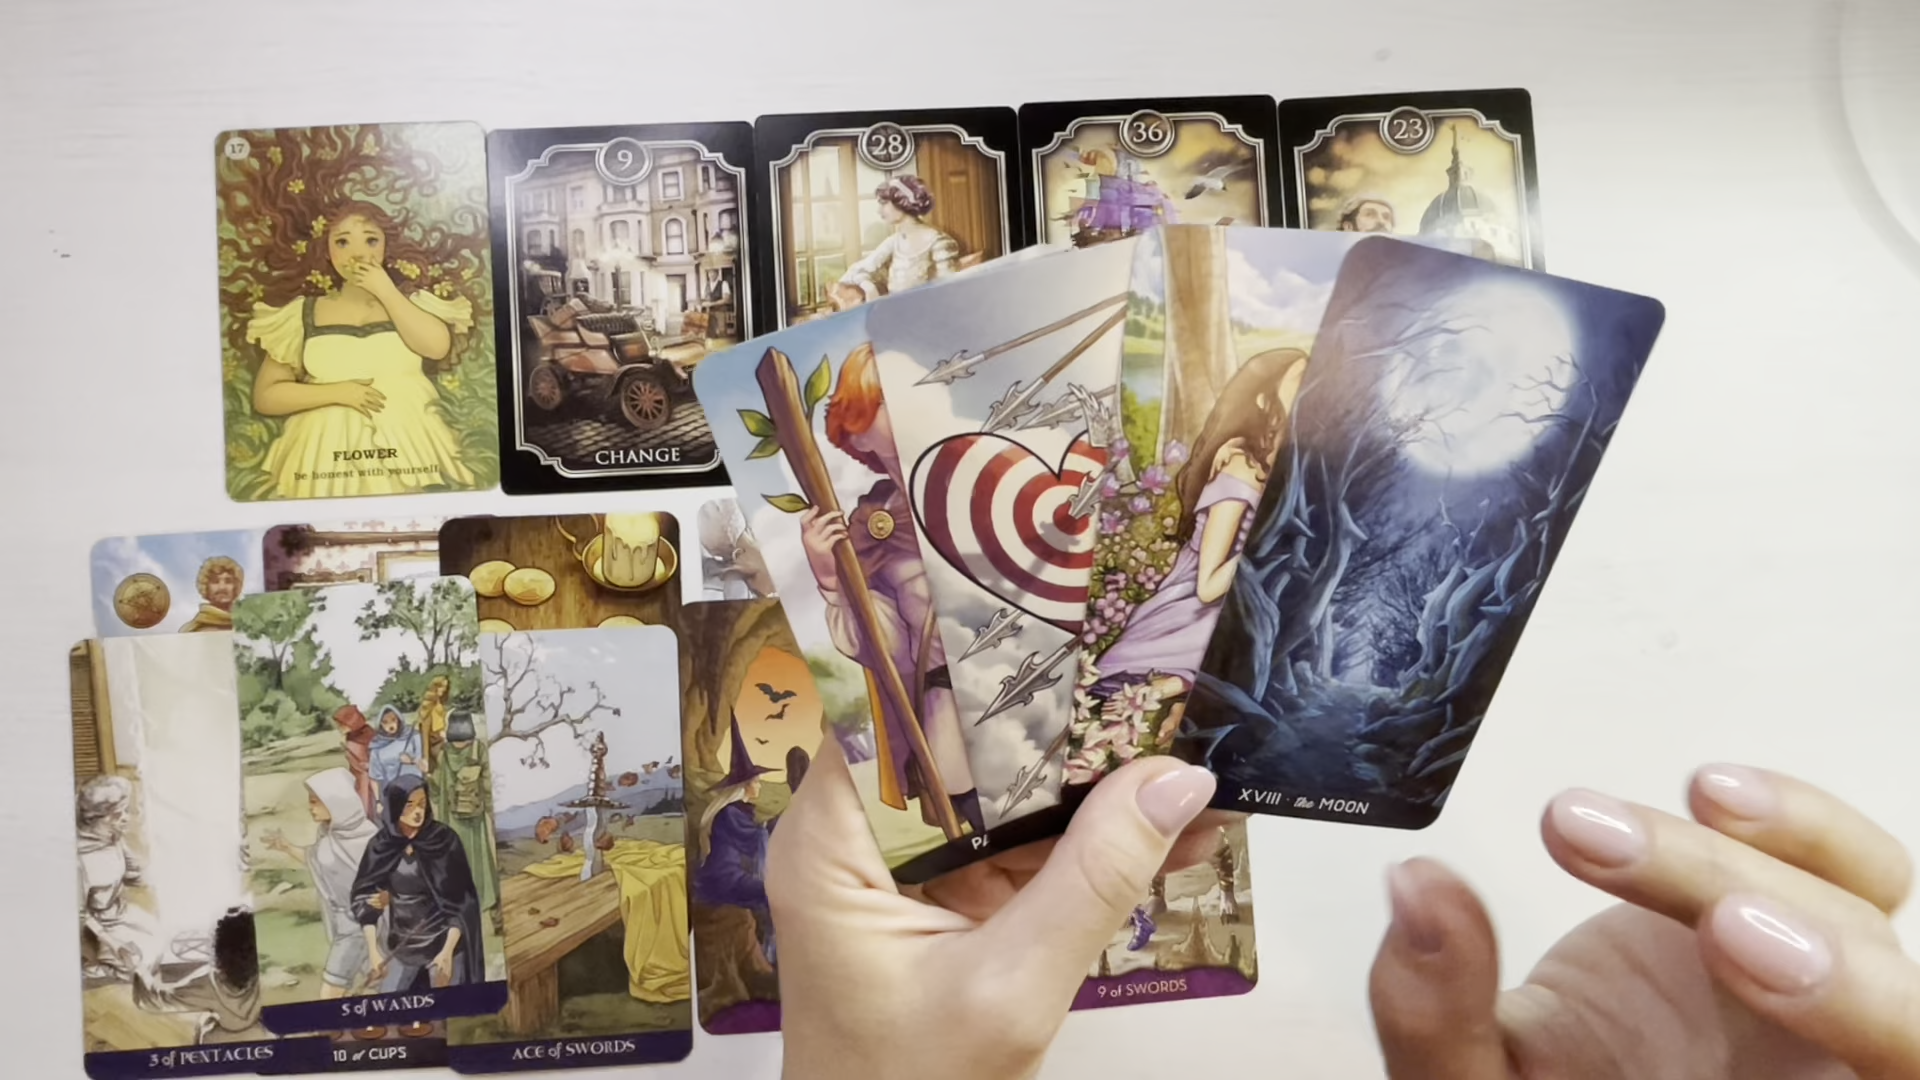 17
9
28
36
23
FLOWER
be honest with yourself
CHANGE
XVIII · the MOON
9 of SWORDS
5 of WANDS
3 of PENTACLES
10 of CUPS
ACE of SWORDS